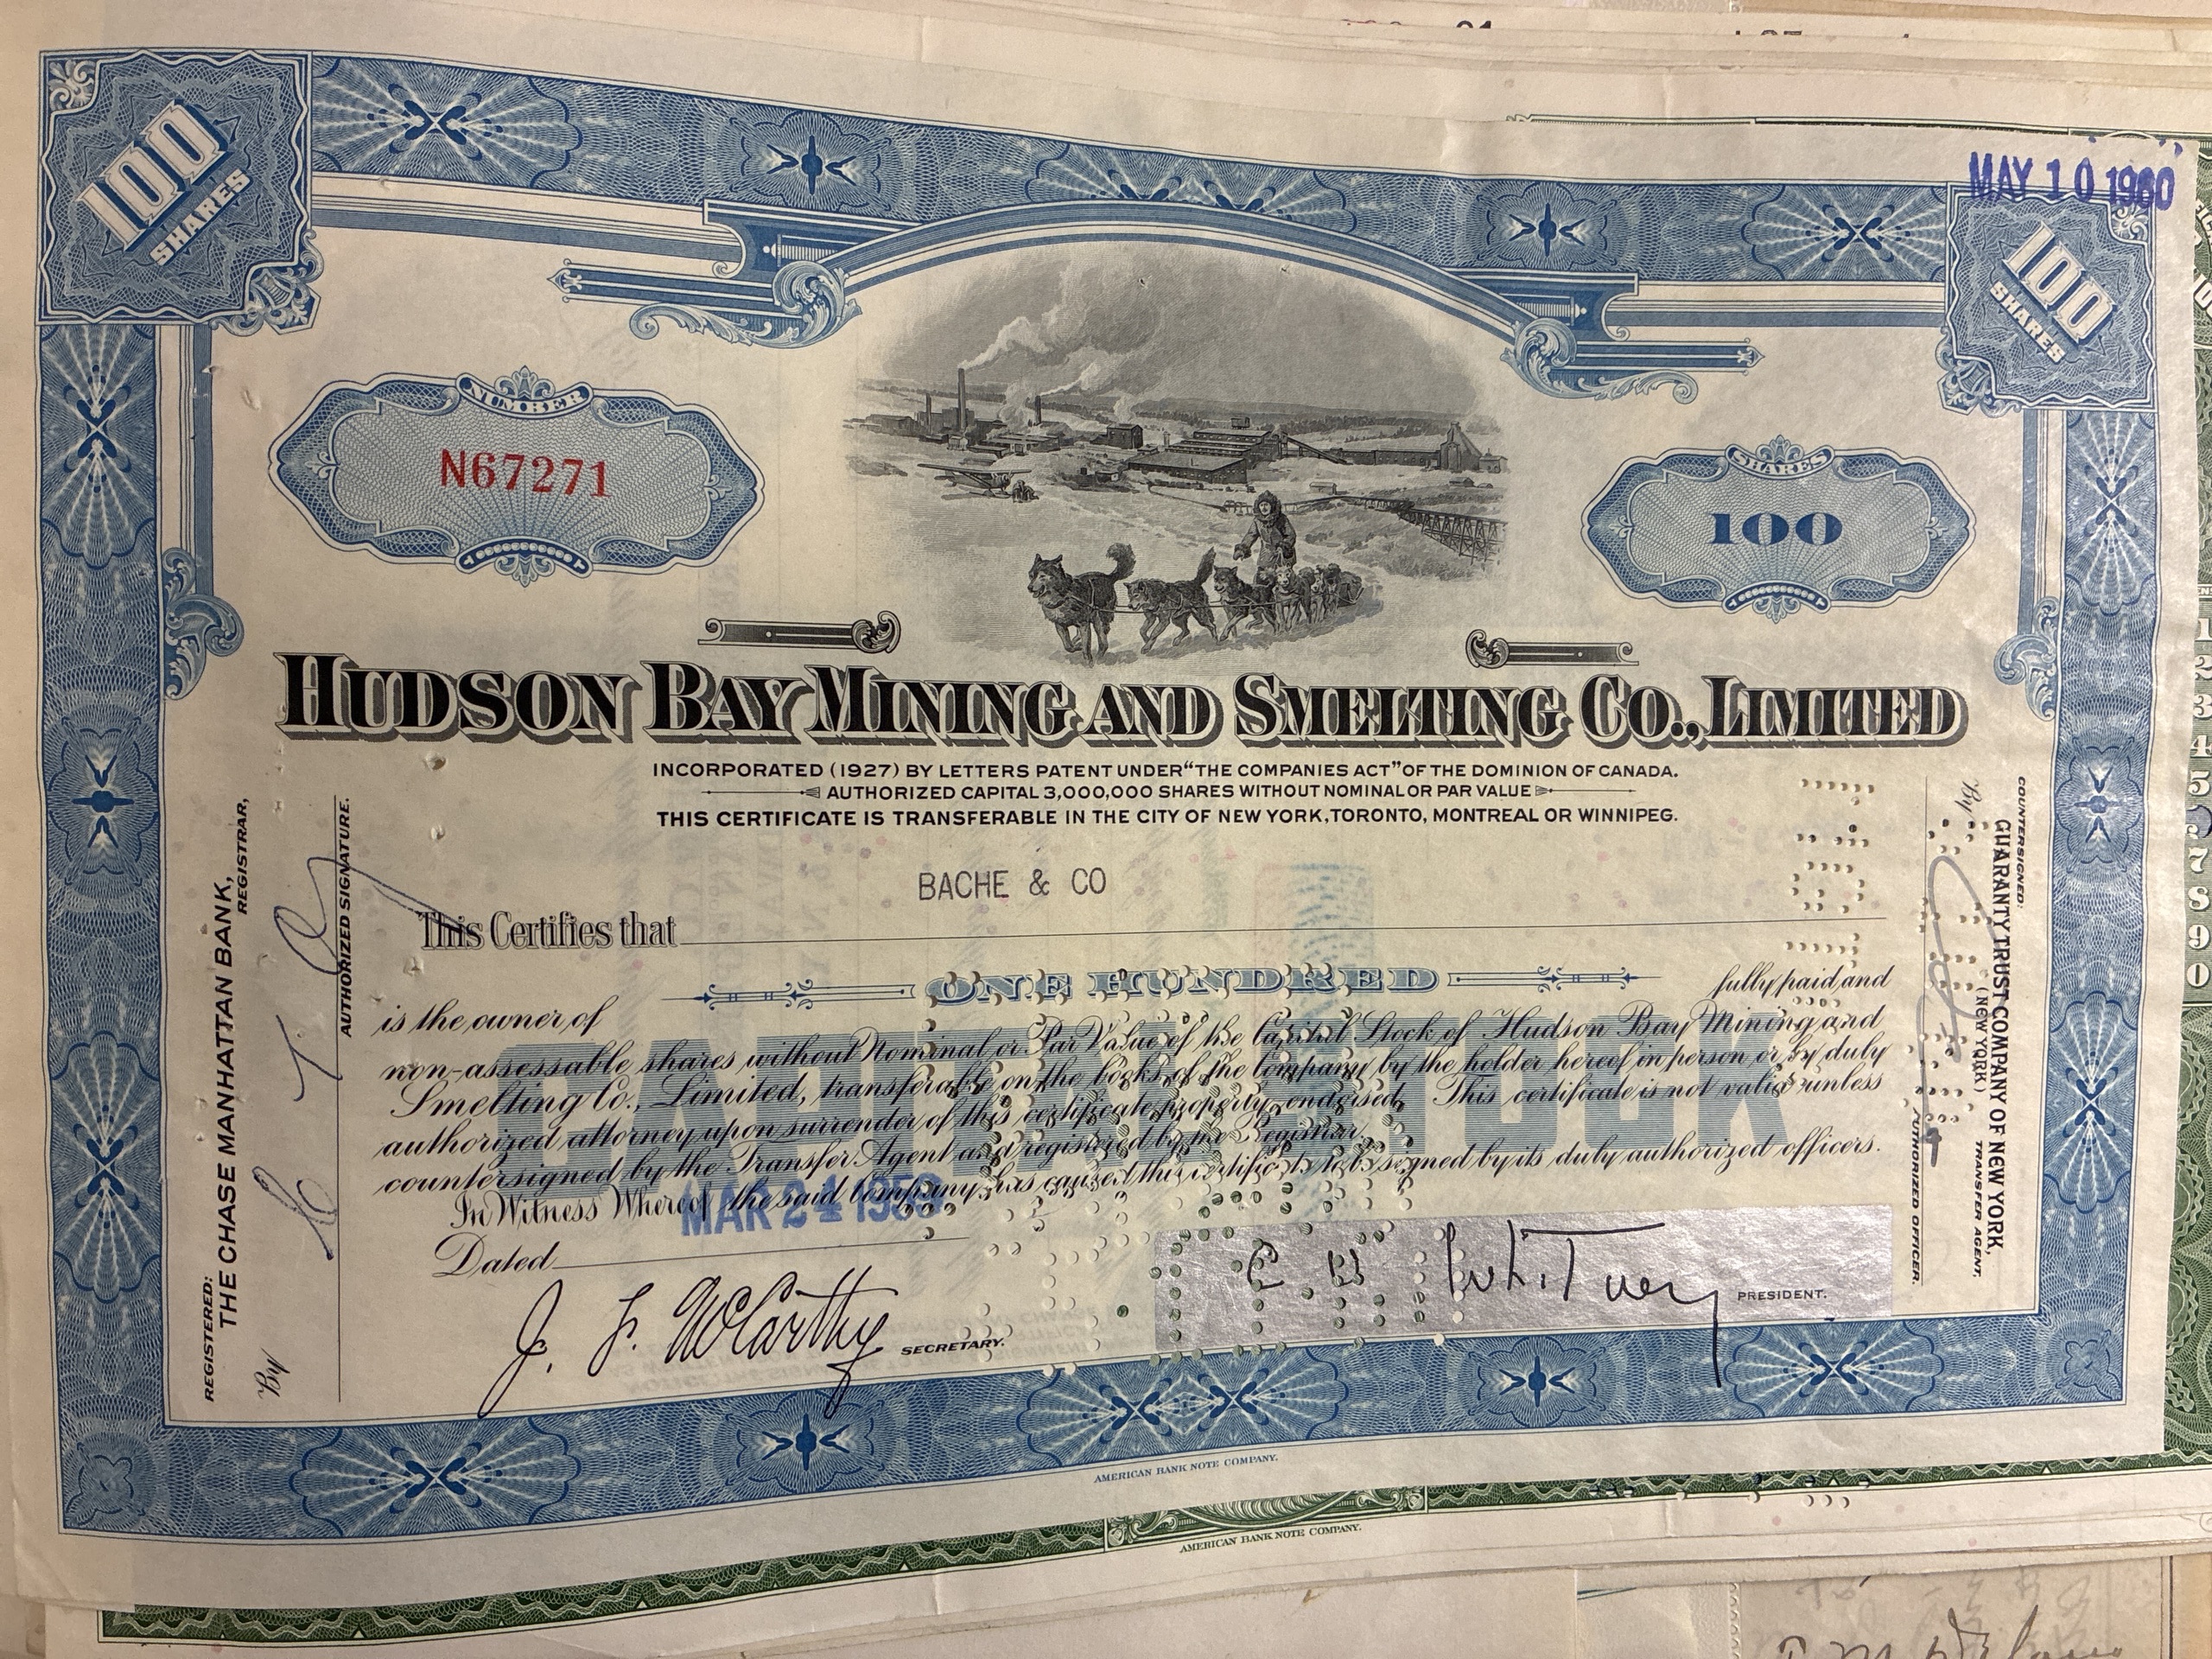 MAY 10 1960
100
SHARES
100
SHARES
NUMBER
N67271
SHARES
100
HUDSON BAY MINING AND SMELTING CO., LIMITED
INCORPORATED (1927) BY LETTERS PATENT UNDER "THE COMPANIES ACT" OF THE DOMINION OF CANADA.
AUTHORIZED CAPITAL 3,000,000 SHARES WITHOUT NOMINAL OR PAR VALUE
THIS CERTIFICATE IS TRANSFERABLE IN THE CITY OF NEW YORK, TORONTO, MONTREAL OR WINNIPEG.
BACHE & CO
This Certifies that
ONE HUNDRED
is the owner of fully paid and
non-assessable shares without Nominal or Par Value of the Capital Stock of Hudson Bay Mining and
Smelting Co., Limited, transferable on the books of the Company by the holder hereof in person or by duly
authorized attorney upon surrender of this certificate properly endorsed. This certificate is not valid unless
countersigned by the Transfer Agent and registered by the Registrar.
In Witness Whereof the said Company has caused this certificate to be signed by its duly authorized officers.
CAPITAL STOCK
Dated MAR 24 1959
J. F. McCarthy
SECRETARY.
C B Whitney
PRESIDENT.
REGISTERED:
THE CHASE MANHATTAN BANK,
REGISTRAR,
By
AUTHORIZED SIGNATURE.
COUNTERSIGNED:
GUARANTY TRUST COMPANY OF NEW YORK,
(NEW YORK)
TRANSFER AGENT,
By
AUTHORIZED OFFICER.
AMERICAN BANK NOTE COMPANY.
AMERICAN BANK NOTE COMPANY.